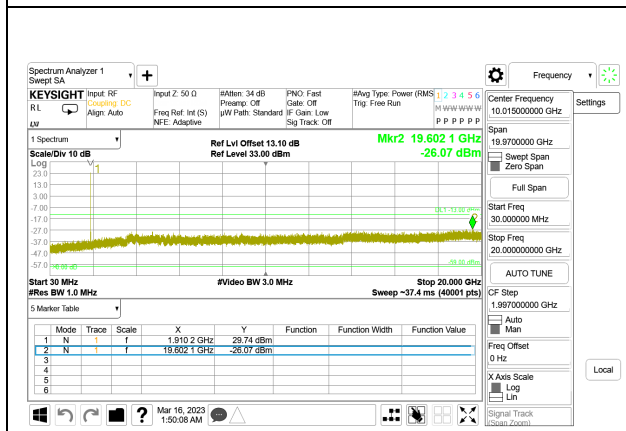 Spectrum Analyzer 1
Swept SA
Frequency
KEYSIGHT
RL
LXI
Input: RF
Coupling: DC
Align: Auto
Input Z: 50 Ω
Freq Ref: Int (S)
NFE: Adaptive
#Atten: 34 dB
Preamp: Off
µW Path: Standard
PNO: Fast
Gate: Off
IF Gain: Low
Sig Track: Off
#Avg Type: Power (RMS
Trig: Free Run
1 2 3 4 5 6
M W W W W W
P P P P P P
Settings
Center Frequency
10.015000000 GHz
Span
19.9700000 GHz
Swept Span
Zero Span
Full Span
Start Freq
30.000000 MHz
Stop Freq
20.000000000 GHz
AUTO TUNE
CF Step
1.997000000 GHz
Auto
Man
Freq Offset
0 Hz
X Axis Scale
Log
Lin
Signal Track
(Span Zoom)
Local
1 Spectrum
Scale/Div 10 dB
Log
Ref Lvl Offset 13.10 dB
Ref Level 33.00 dBm
Mkr2 19.602 1 GHz
-26.07 dBm
1
23.0
13.0
3.00
-7.00
DL1 -13.00 dBm
-17.0
-27.0
-37.0
-47.0
-57.0
-59.00 dBm
Start 30 MHz
#Video BW 3.0 MHz
Stop 20.000 GHz
#Res BW 1.0 MHz
Sweep ~37.4 ms (40001 pts)
5 Marker Table
Mode Trace Scale X Y Function Function Width Function Value
1 N 1 f 1.910 2 GHz 29.74 dBm
2 N 1 f 19.602 1 GHz -26.07 dBm
3
4
5
6
? Mar 16, 2023
1:50:08 AM